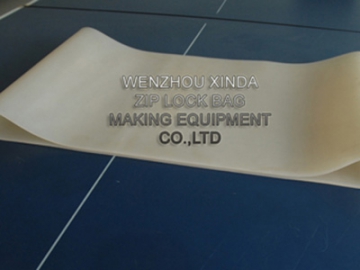 WENZHOU XINDA
ZIP LOCK BAG
MAKING EQUIPMENT
CO.,LTD